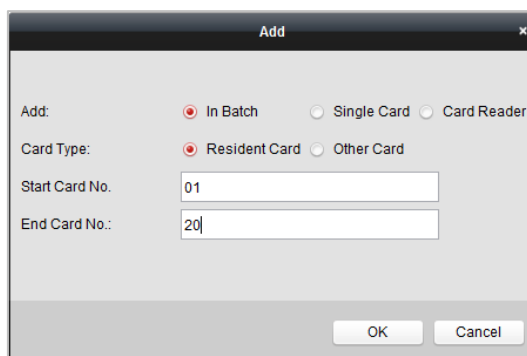 Add ×
Add: In Batch Single Card Card Reader
Card Type: Resident Card Other Card
Start Card No. 01
End Card No.: 20
OK Cancel